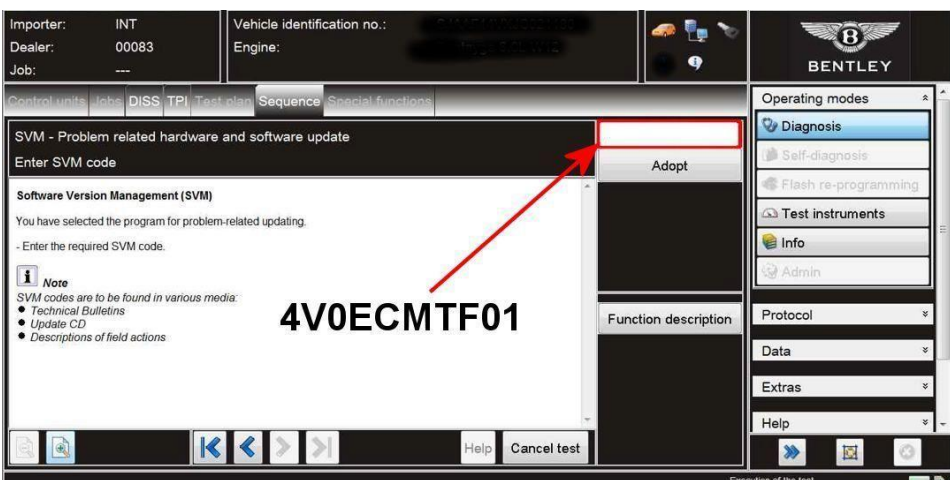 Importer: INT
Dealer: 00083
Job: ---
Vehicle identification no.:
Engine:
BENTLEY
Control units Jobs DISS TPI Test plan Sequence Special functions
SVM - Problem related hardware and software update
Enter SVM code
Adopt
Software Version Management (SVM)
You have selected the program for problem-related updating.
- Enter the required SVM code.
i Note
SVM codes are to be found in various media:
● Technical Bulletins
● Update CD
● Descriptions of field actions
4V0ECMTF01
Function description
Help
Cancel test
Operating modes
Diagnosis
Self-diagnosis
Flash re-programming
Test instruments
Info
Admin
Protocol
Data
Extras
Help